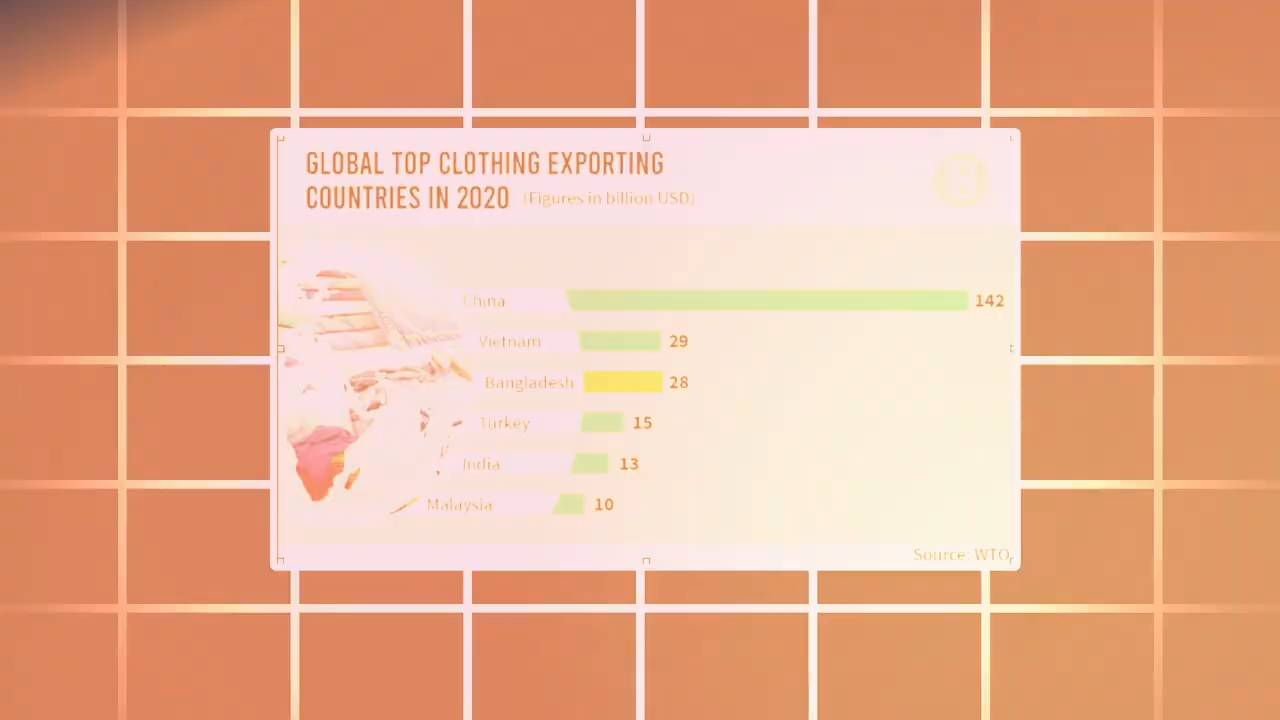 GLOBAL TOP CLOTHING EXPORTING
COUNTRIES IN 2020 (Figures in billion USD)
China 142
Vietnam 29
Bangladesh 28
Turkey 15
India 13
Malaysia 10
Source: WTO